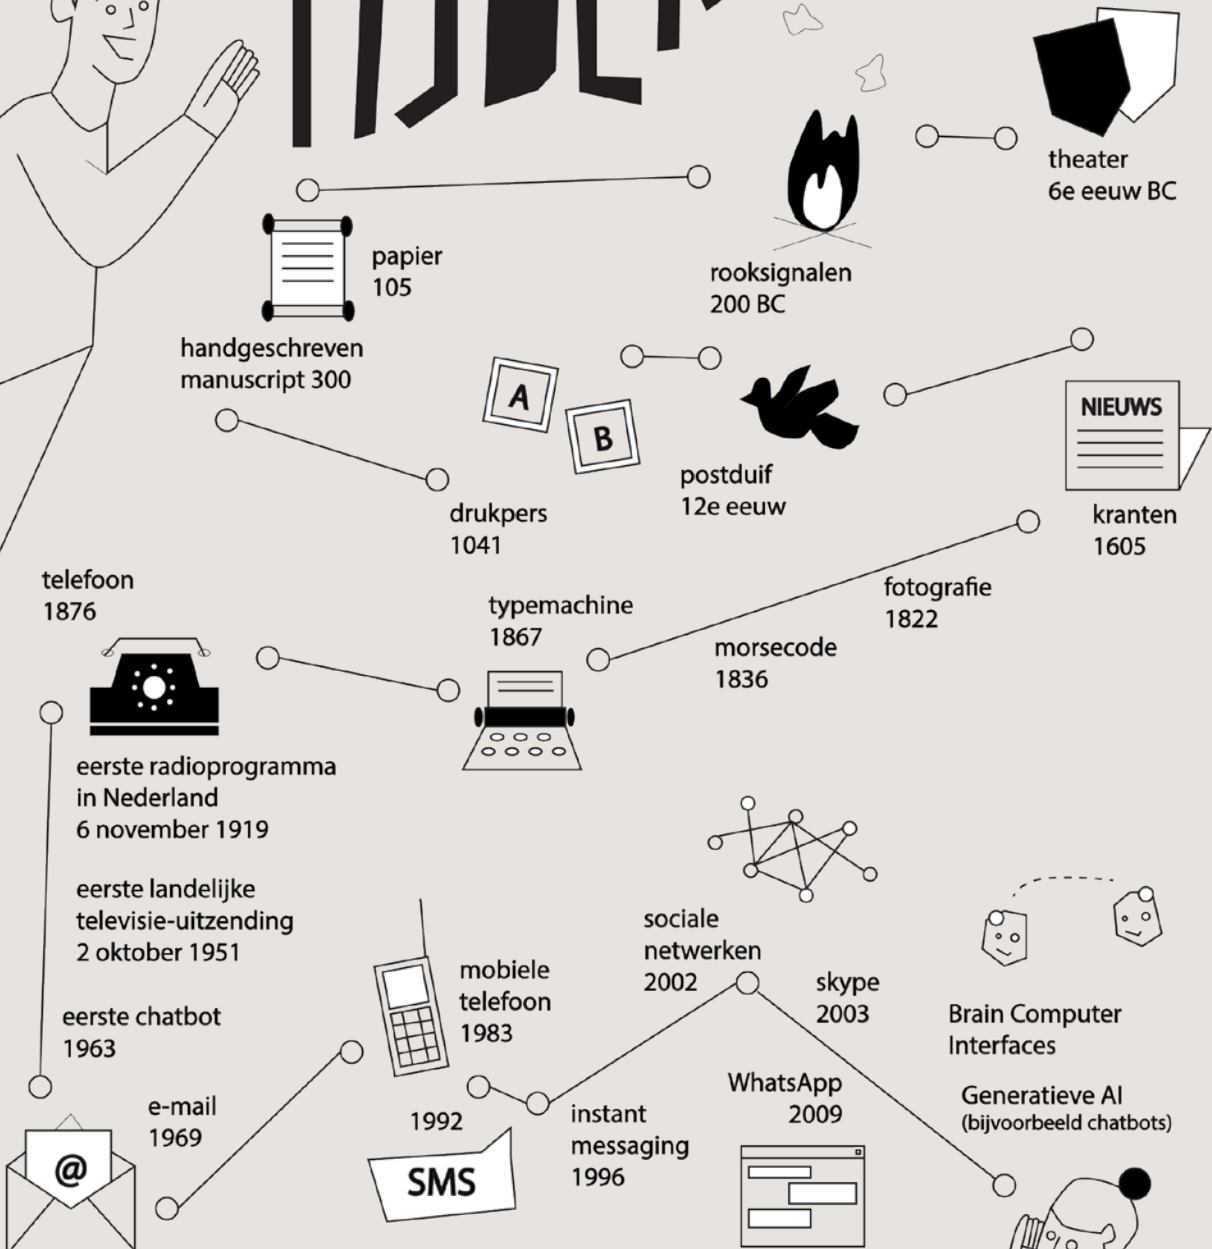 theater
6e eeuw BC
rooksignalen
200 BC
papier
105
handgeschreven
manuscript 300
drukpers
1041
A
B
postduif
12e eeuw
NIEUWS
kranten
1605
fotografie
1822
morsecode
1836
typemachine
1867
telefoon
1876
eerste radioprogramma
in Nederland
6 november 1919
eerste landelijke
televisie-uitzending
2 oktober 1951
eerste chatbot
1963
e-mail
1969
@
mobiele
telefoon
1983
1992
SMS
instant
messaging
1996
sociale
netwerken
2002
skype
2003
WhatsApp
2009
Brain Computer
Interfaces
Generatieve AI
(bijvoorbeeld chatbots)